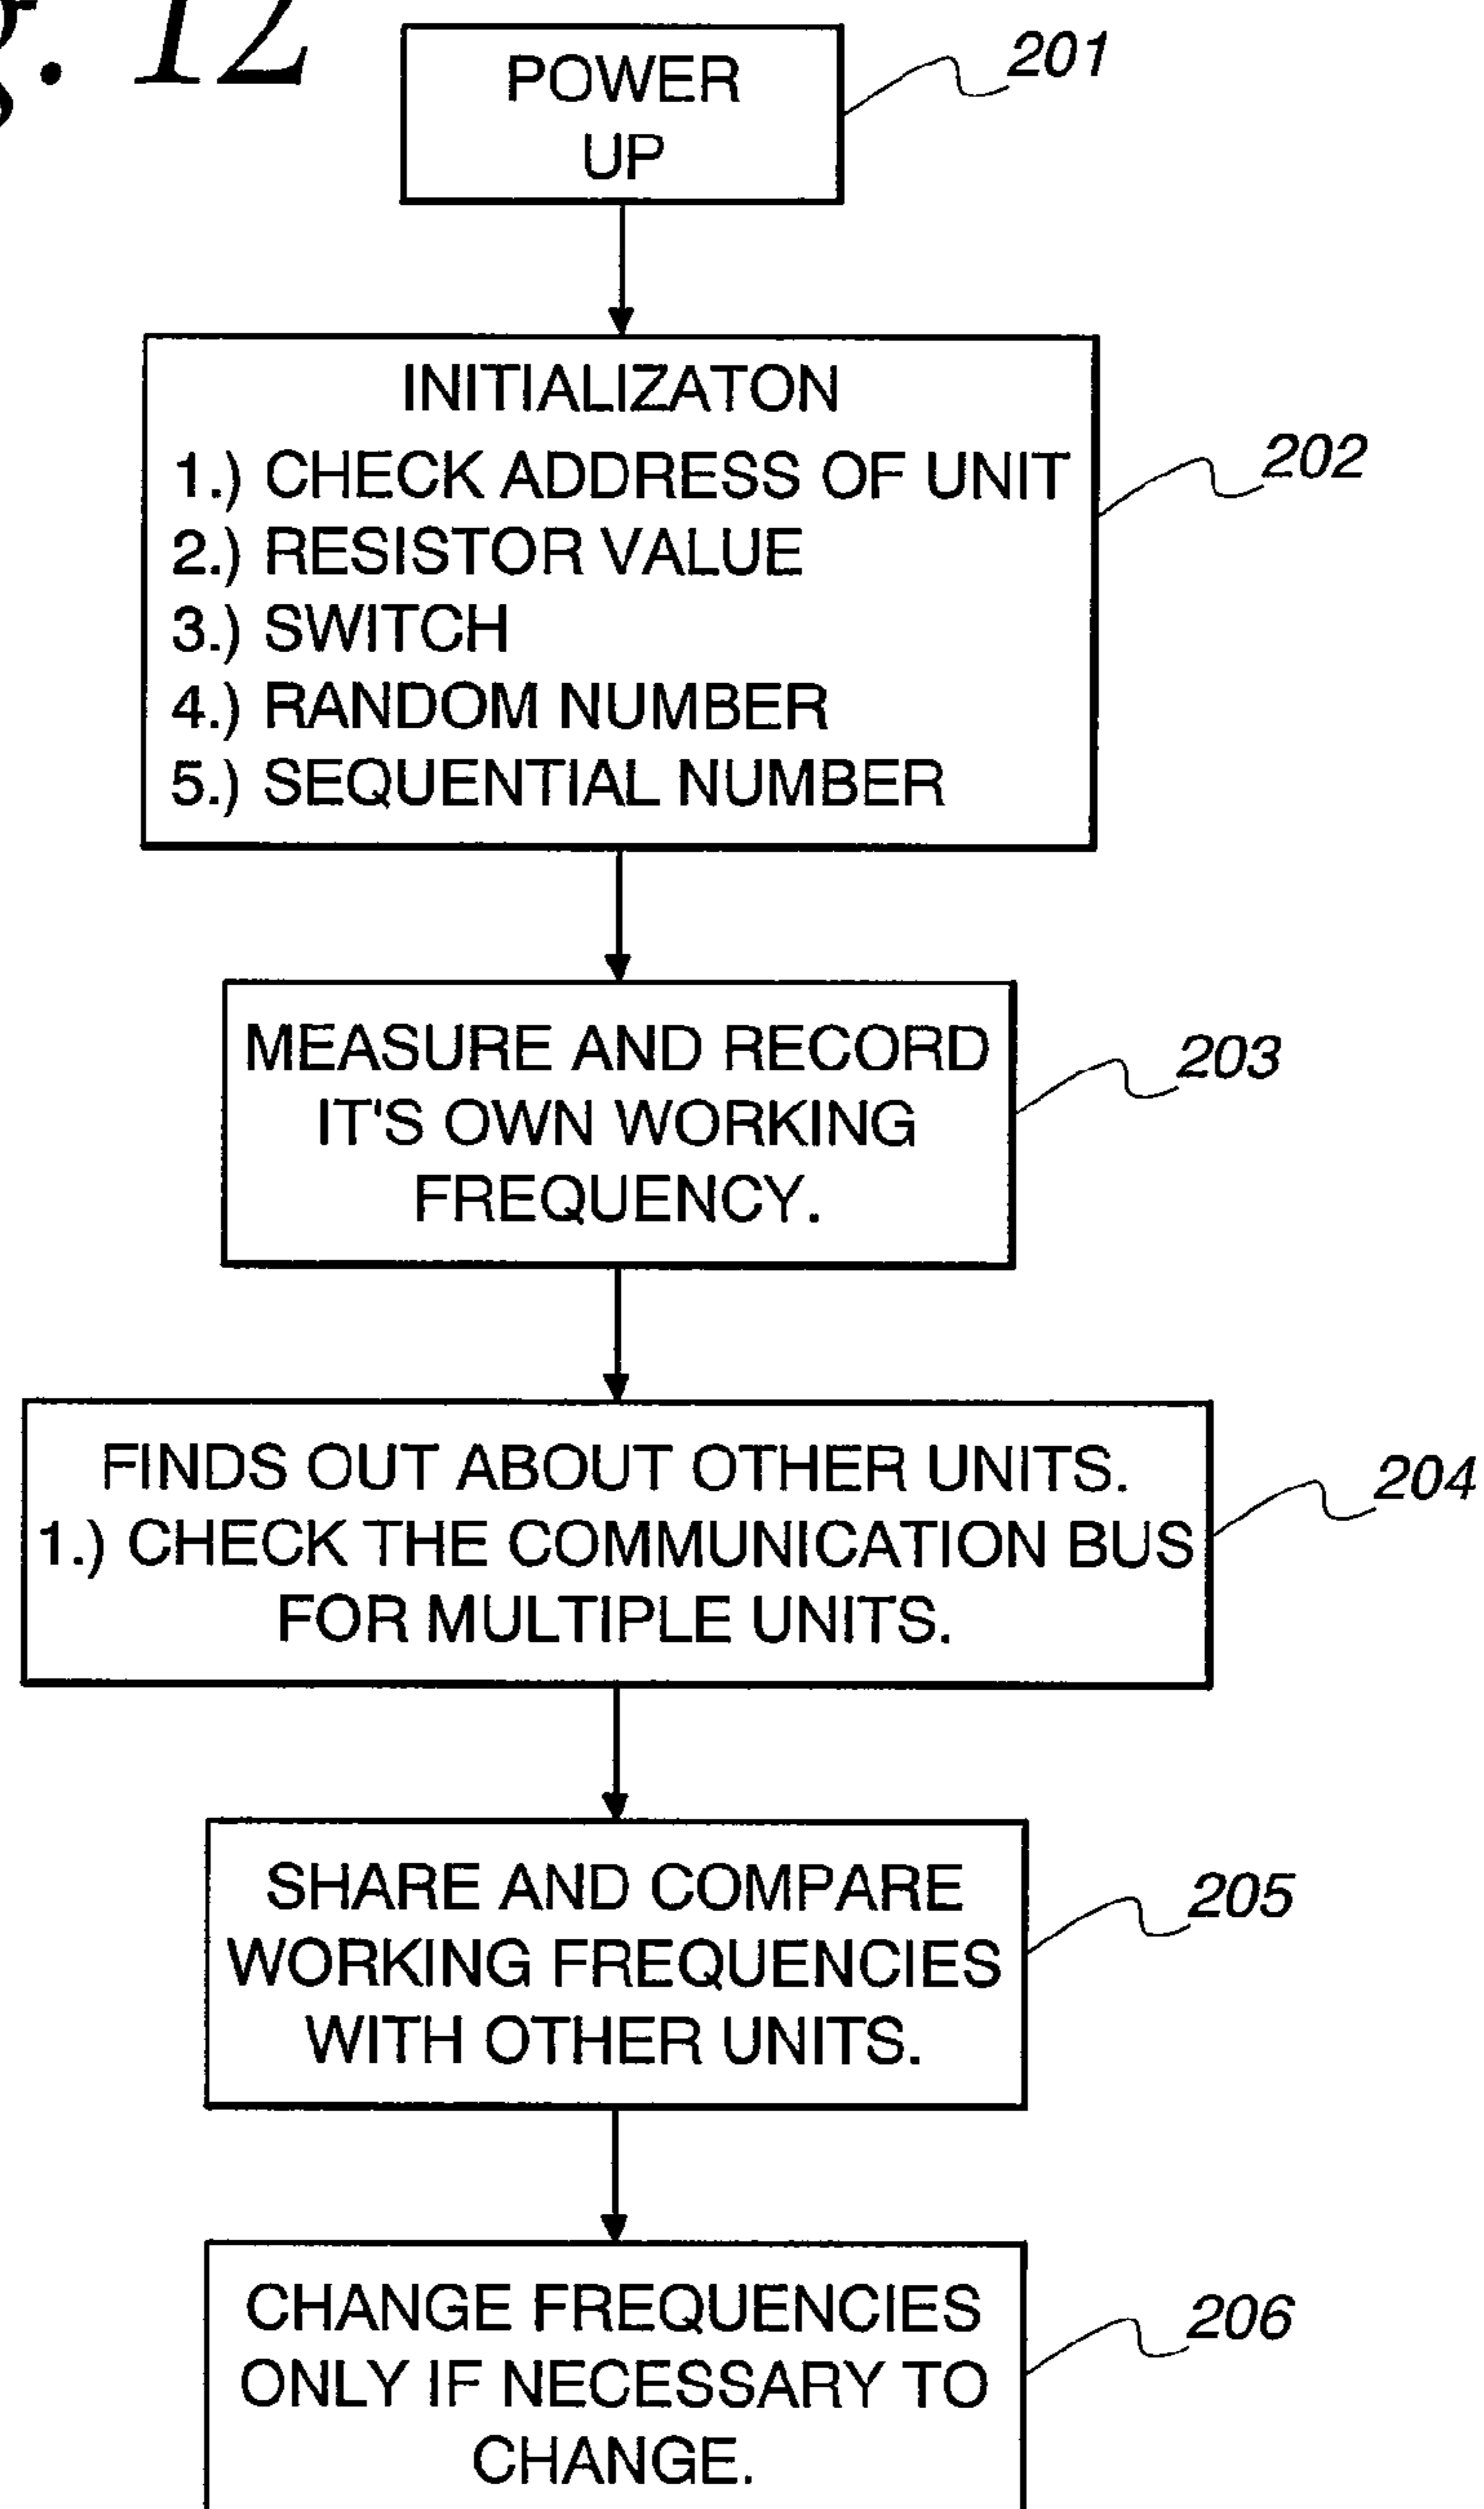 g. 12
POWER
UP
201
INITIALIZATON
1.) CHECK ADDRESS OF UNIT
2.) RESISTOR VALUE
3.) SWITCH
4.) RANDOM NUMBER
5.) SEQUENTIAL NUMBER
202
MEASURE AND RECORD
IT'S OWN WORKING
FREQUENCY.
203
FINDS OUT ABOUT OTHER UNITS.
1.) CHECK THE COMMUNICATION BUS
FOR MULTIPLE UNITS.
204
SHARE AND COMPARE
WORKING FREQUENCIES
WITH OTHER UNITS.
205
CHANGE FREQUENCIES
ONLY IF NECESSARY TO
CHANGE.
206